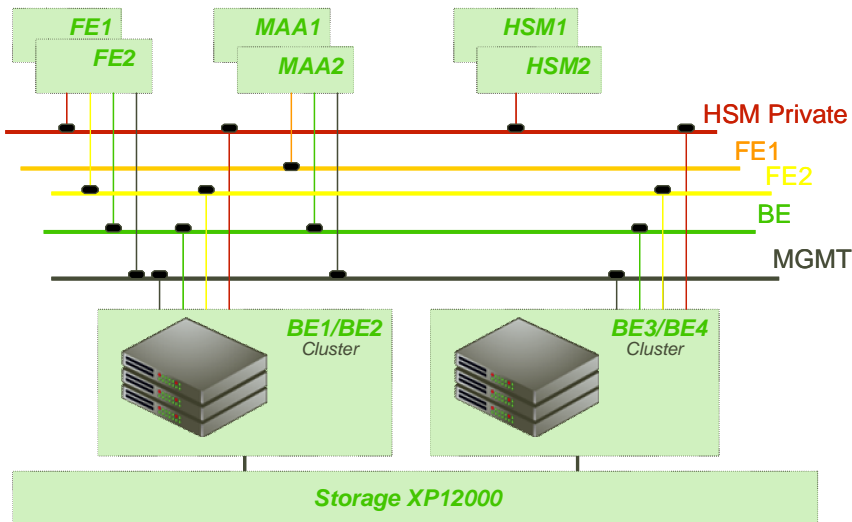 FE1
FE2
MAA1
MAA2
HSM1
HSM2
HSM Private
FE1
FE2
BE
MGMT
BE1/BE2
Cluster
BE3/BE4
Cluster
Storage XP12000